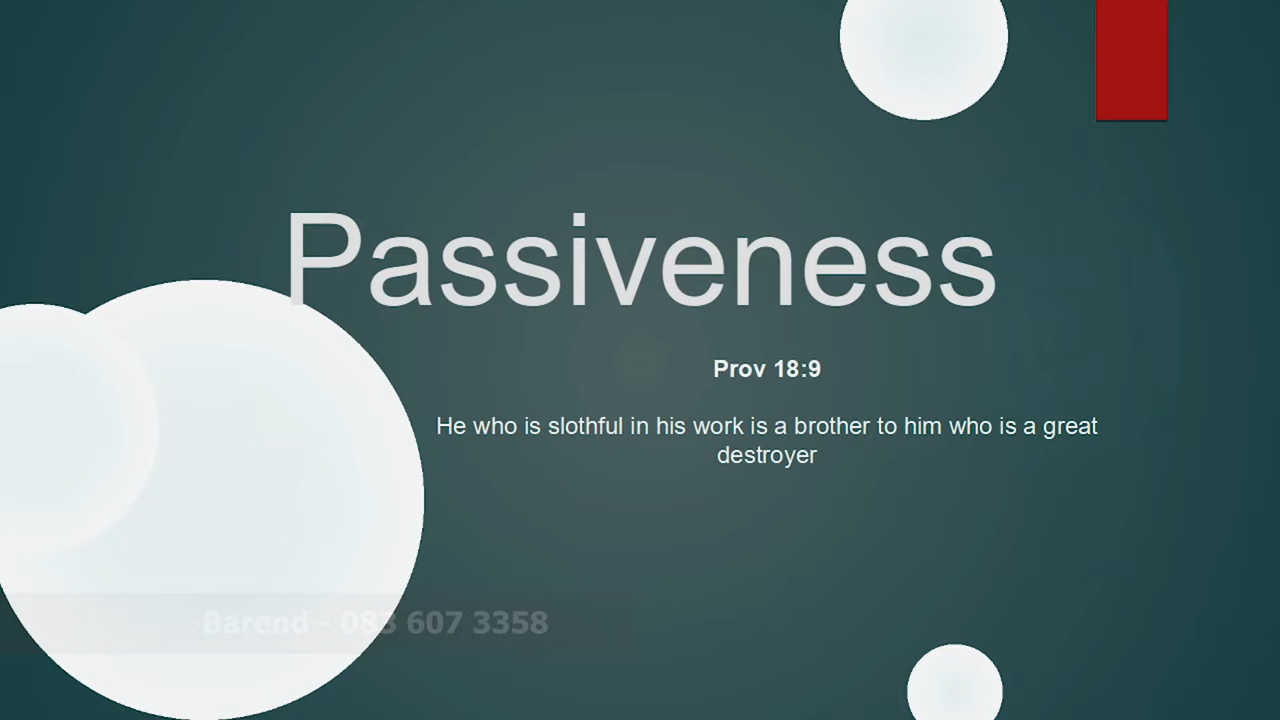 Passiveness
Prov 18:9
He who is slothful in his work is a brother to him who is a great
destroyer
Barend - 083 607 3358